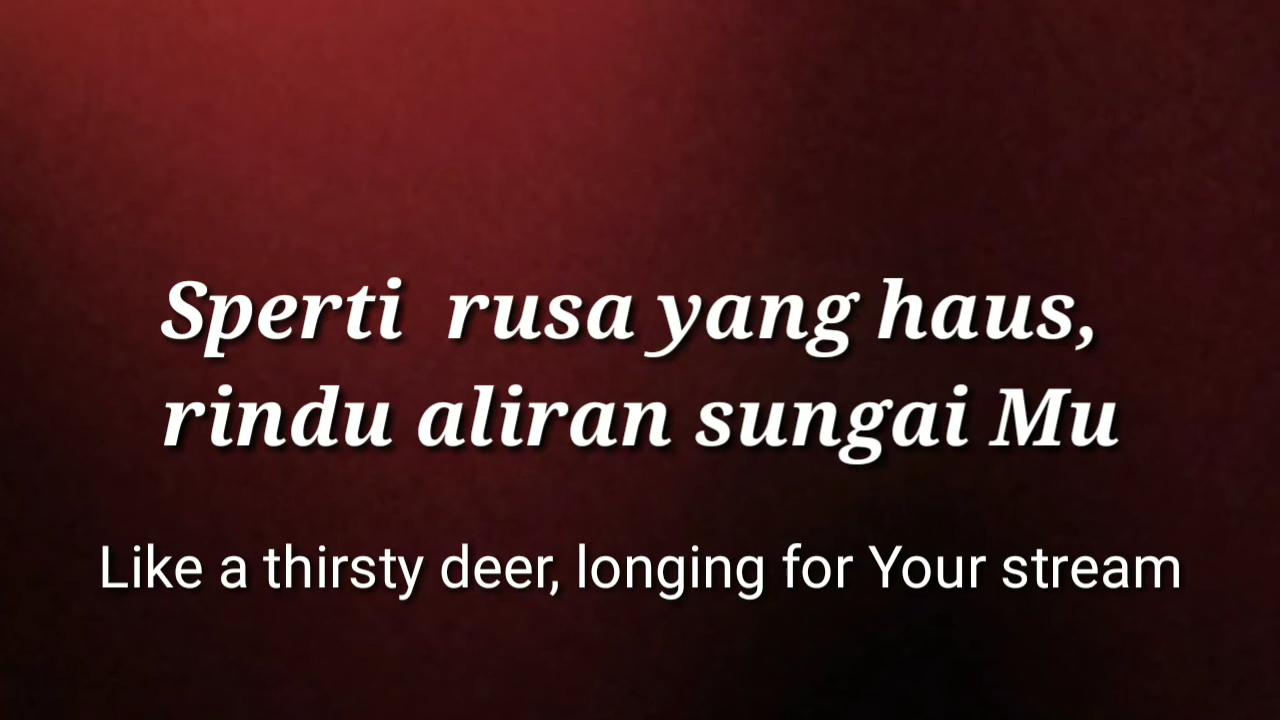 Sperti  rusa yang haus,
rindu aliran sungai Mu
Like a thirsty deer, longing for Your stream